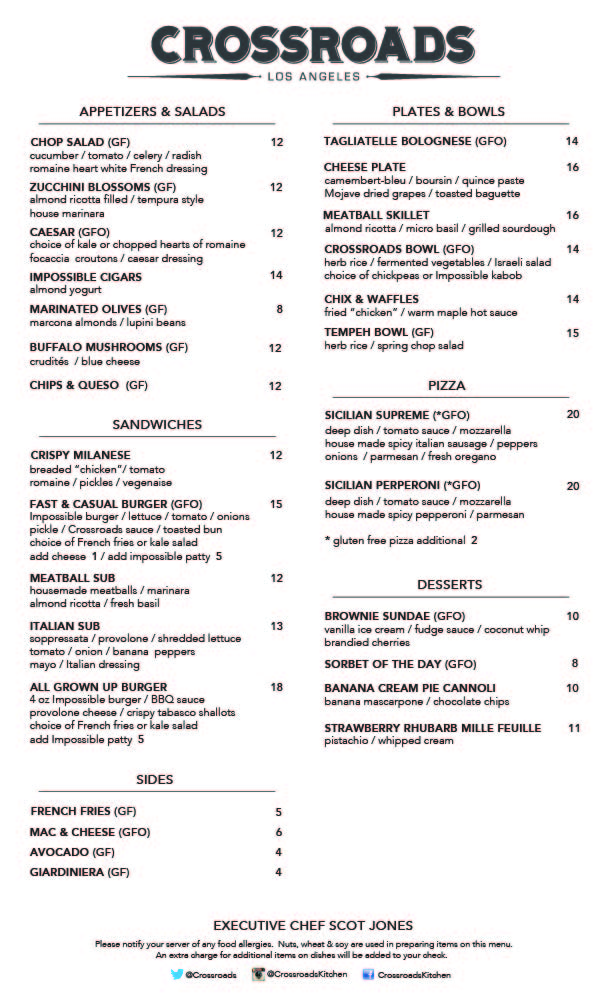 CROSSROADS
LOS ANGELES
APPETIZERS & SALADS
CHOP SALAD (GF) 12
cucumber / tomato / celery / radish
romaine heart white French dressing
ZUCCHINI BLOSSOMS (GF) 12
almond ricotta filled / tempura style
house marinara
CAESAR (GFO) 12
choice of kale or chopped hearts of romaine
focaccia croutons / caesar dressing
IMPOSSIBLE CIGARS 14
almond yogurt
MARINATED OLIVES (GF) 8
marcona almonds / lupini beans
BUFFALO MUSHROOMS (GF) 12
crudités / blue cheese
CHIPS & QUESO (GF) 12
SANDWICHES
CRISPY MILANESE 12
breaded “chicken”/ tomato
romaine / pickles / vegenaise
FAST & CASUAL BURGER (GFO) 15
Impossible burger / lettuce / tomato / onions
pickle / Crossroads sauce / toasted bun
choice of French fries or kale salad
add cheese 1 / add impossible patty 5
MEATBALL SUB 12
housemade meatballs / marinara
almond ricotta / fresh basil
ITALIAN SUB 13
soppressata / provolone / shredded lettuce
tomato / onion / banana peppers
mayo / Italian dressing
ALL GROWN UP BURGER 18
4 oz Impossible burger / BBQ sauce
provolone cheese / crispy tabasco shallots
choice of French fries or kale salad
add Impossible patty 5
SIDES
FRENCH FRIES (GF) 5
MAC & CHEESE (GFO) 6
AVOCADO (GF) 4
GIARDINIERA (GF) 4
PLATES & BOWLS
TAGLIATELLE BOLOGNESE (GFO) 14
CHEESE PLATE 16
camembert-bleu / boursin / quince paste
Mojave dried grapes / toasted baguette
MEATBALL SKILLET 16
almond ricotta / micro basil / grilled sourdough
CROSSROADS BOWL (GFO) 14
herb rice / fermented vegetables / Israeli salad
choice of chickpeas or Impossible kabob
CHIX & WAFFLES 14
fried “chicken” / warm maple hot sauce
TEMPEH BOWL (GF) 15
herb rice / spring chop salad
PIZZA
SICILIAN SUPREME (*GFO) 20
deep dish / tomato sauce / mozzarella
house made spicy italian sausage / peppers
onions / parmesan / fresh oregano
SICILIAN PERPERONI (*GFO) 20
deep dish / tomato sauce / mozzarella
house made spicy pepperoni / parmesan
* gluten free pizza additional 2
DESSERTS
BROWNIE SUNDAE (GFO) 10
vanilla ice cream / fudge sauce / coconut whip
brandied cherries
SORBET OF THE DAY (GFO) 8
BANANA CREAM PIE CANNOLI 10
banana mascarpone / chocolate chips
STRAWBERRY RHUBARB MILLE FEUILLE 11
pistachio / whipped cream
EXECUTIVE CHEF SCOT JONES
Please notify your server of any food allergies. Nuts, wheat & soy are used in preparing items on this menu.
An extra charge for additional items on dishes will be added to your check.
@Crossroads @CrossroadsKitchen CrossroadsKitchen